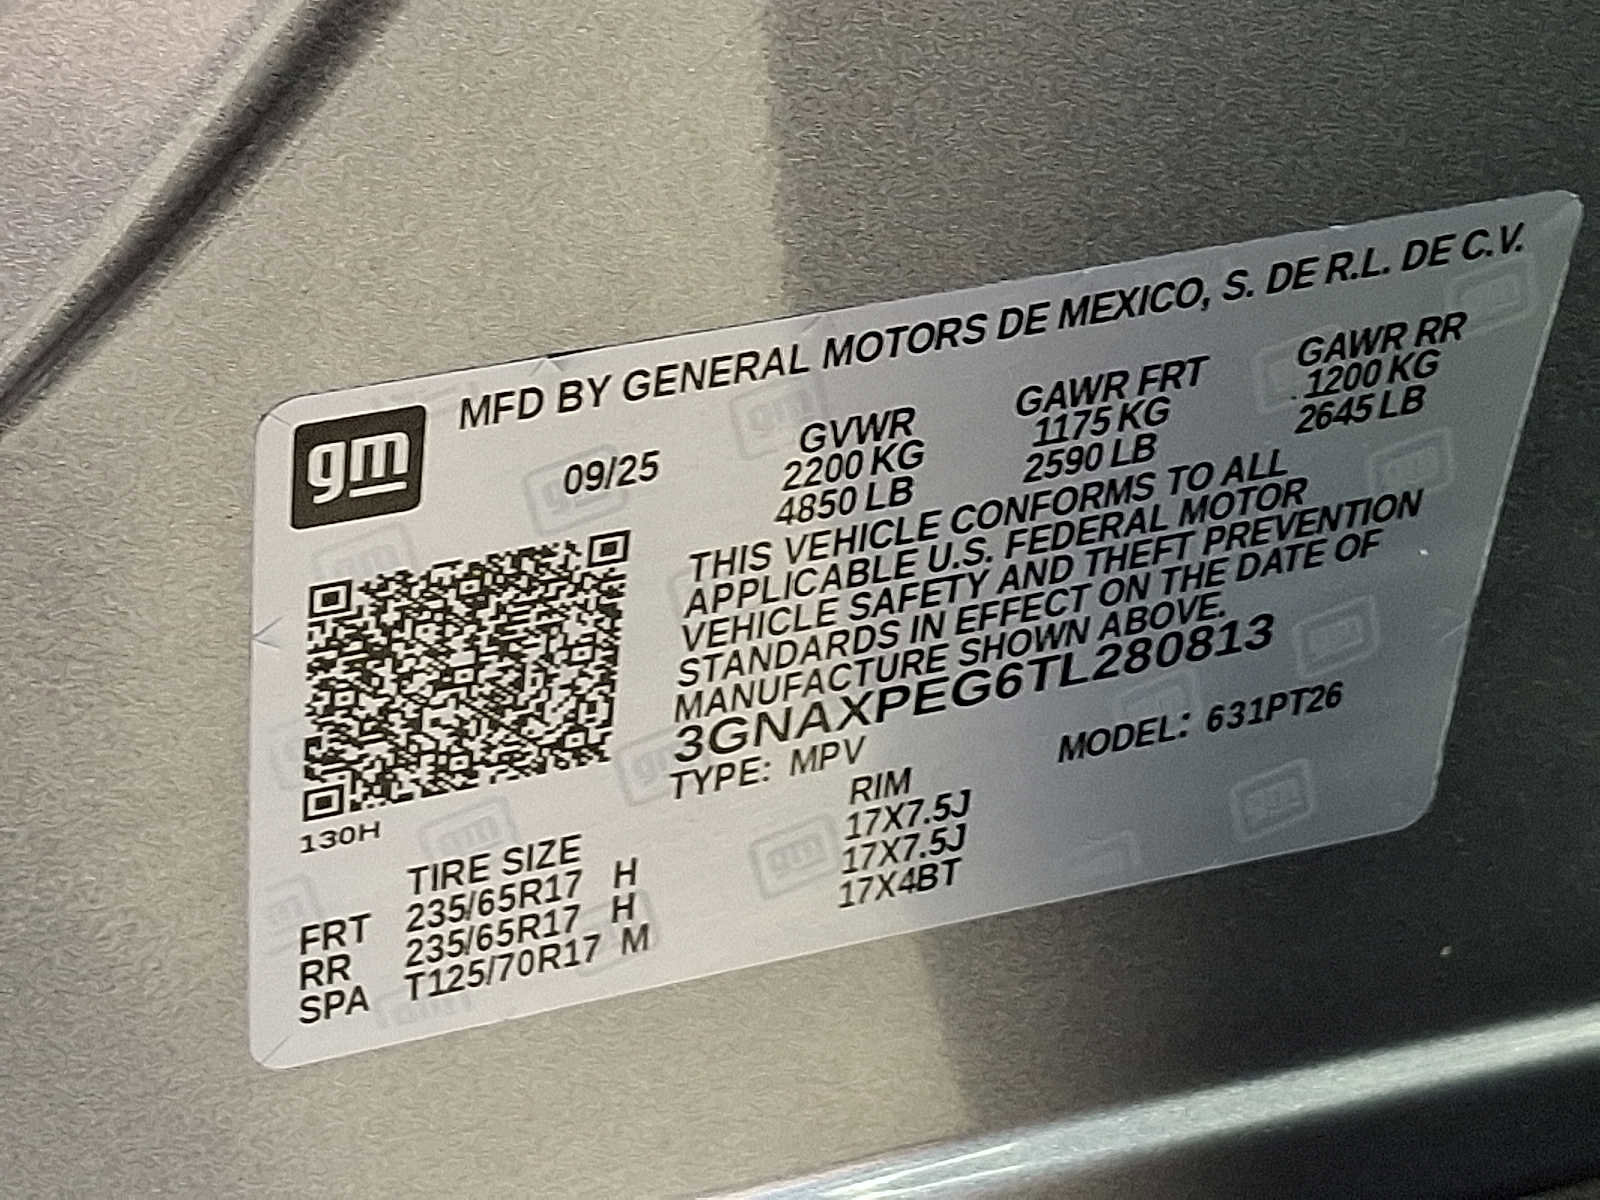 gm
MFD BY GENERAL MOTORS DE MEXICO, S. DE R.L. DE C.V.
09/25 GVWR GAWR FRT GAWR RR
2200 KG 1175 KG 1200 KG
4850 LB 2590 LB 2645 LB
THIS VEHICLE CONFORMS TO ALL
APPLICABLE U.S. FEDERAL MOTOR
VEHICLE SAFETY AND THEFT PREVENTION
STANDARDS IN EFFECT ON THE DATE OF
MANUFACTURE SHOWN ABOVE.
3GNAXPEG6TL280813
TYPE: MPV MODEL: 631PT26
130H
TIRE SIZE RIM
FRT 235/65R17 H 17X7.5J
RR 235/65R17 H 17X7.5J
SPA T125/70R17 M 17X4BT